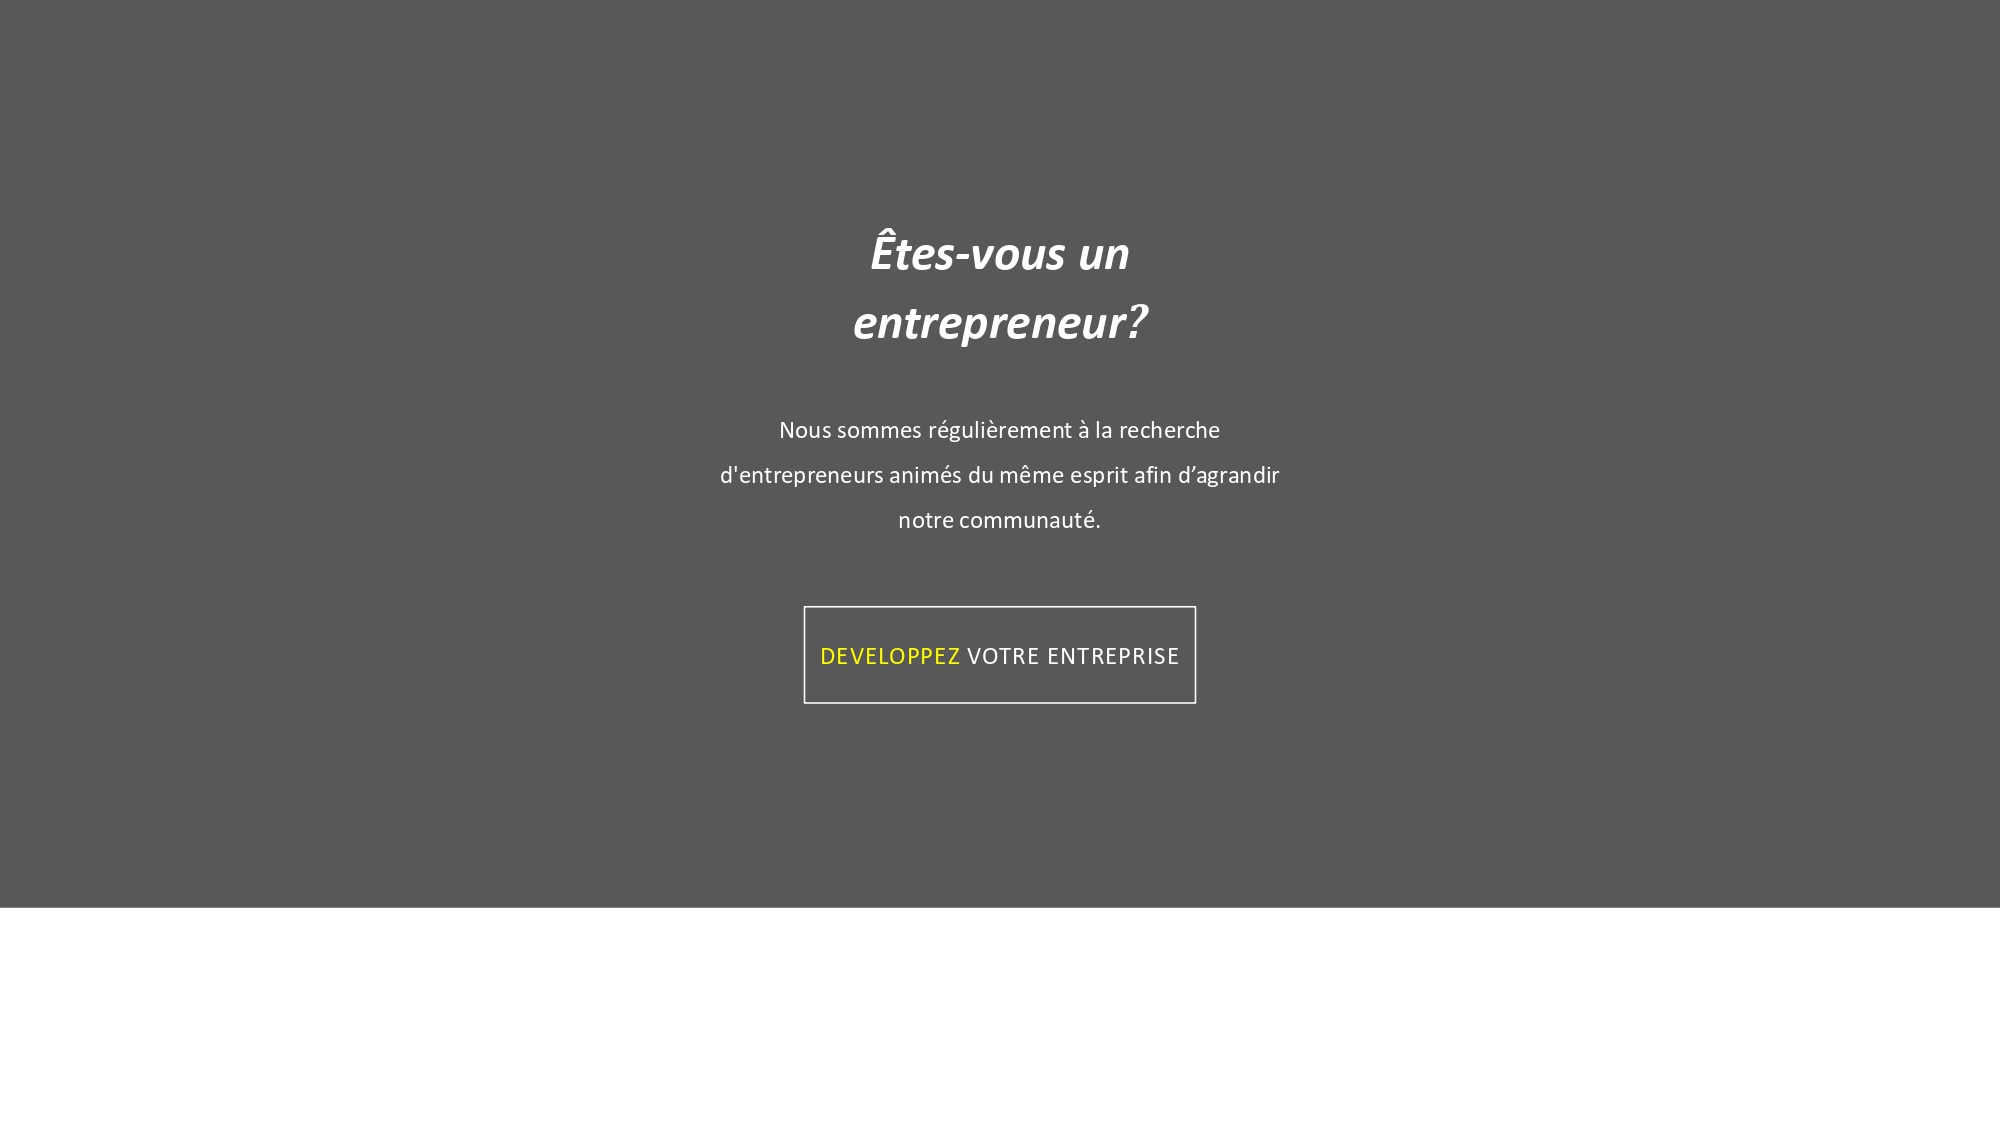 Êtes-vous un
entrepreneur?
Nous sommes régulièrement à la recherche
d'entrepreneurs animés du même esprit afin d’agrandir
notre communauté.
DEVELOPPEZ VOTRE ENTREPRISE